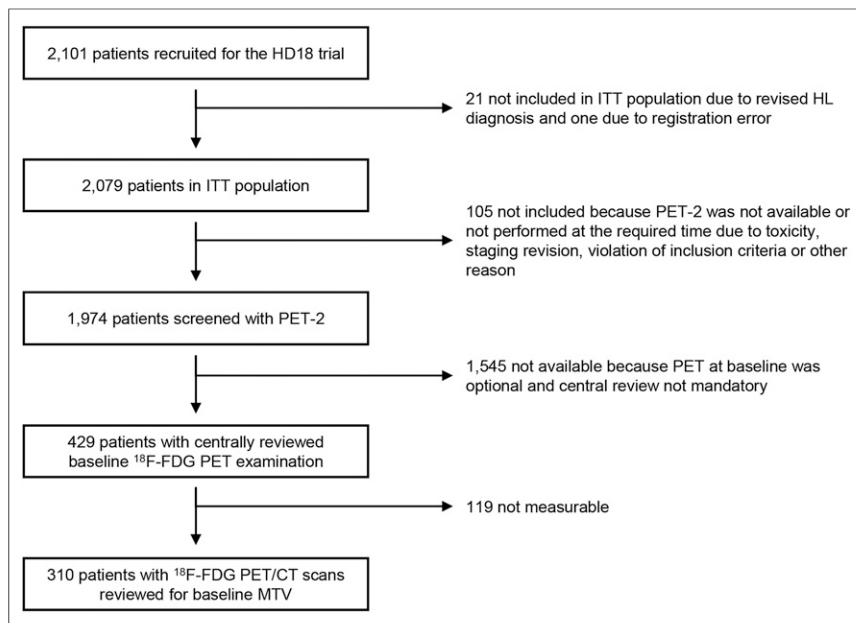 2,101 patients recruited for the HD18 trial
21 not included in ITT population due to revised HL
diagnosis and one due to registration error
2,079 patients in ITT population
105 not included because PET-2 was not available or
not performed at the required time due to toxicity,
staging revision, violation of inclusion criteria or other
reason
1,974 patients screened with PET-2
1,545 not available because PET at baseline was
optional and central review not mandatory
429 patients with centrally reviewed
baseline ¹⁸F-FDG PET examination
119 not measurable
310 patients with ¹⁸F-FDG PET/CT scans
reviewed for baseline MTV